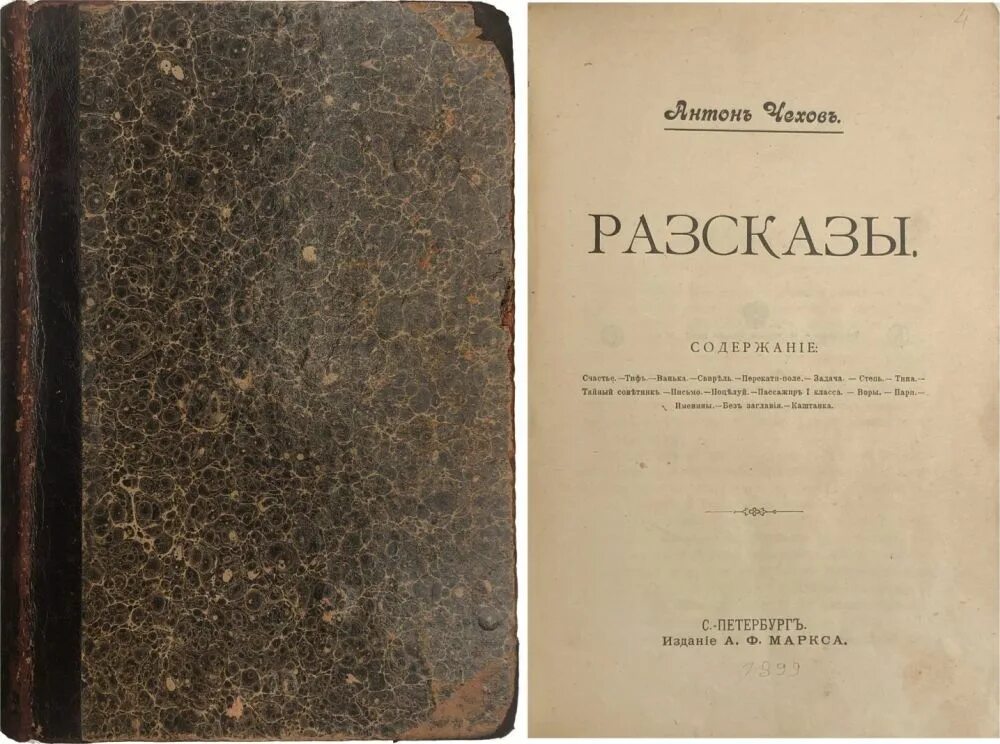 4
Антонъ Чеховъ.
РАЗСКАЗЫ.
СОДЕРЖАНІЕ:
Счастье.—Тифъ.—Ванька.—Свирѣль.—Перекати-поле.— Задача. — Степь.— Тина.—
Тайный совѣтникъ.—Письмо.—Поцѣлуй.—Пассажиръ I класса. — Воры. — Пари.—
Именины.—Безъ заглавія.—Каштанка.
С.-ПЕТЕРБУРГЪ.
Изданіе А. Ф. МАРКСА.
1899